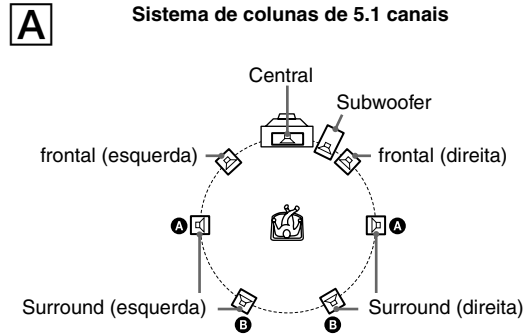 A
Sistema de colunas de 5.1 canais
Central
Subwoofer
frontal (esquerda)
frontal (direita)
A
A
Surround (esquerda)
Surround (direita)
B
B